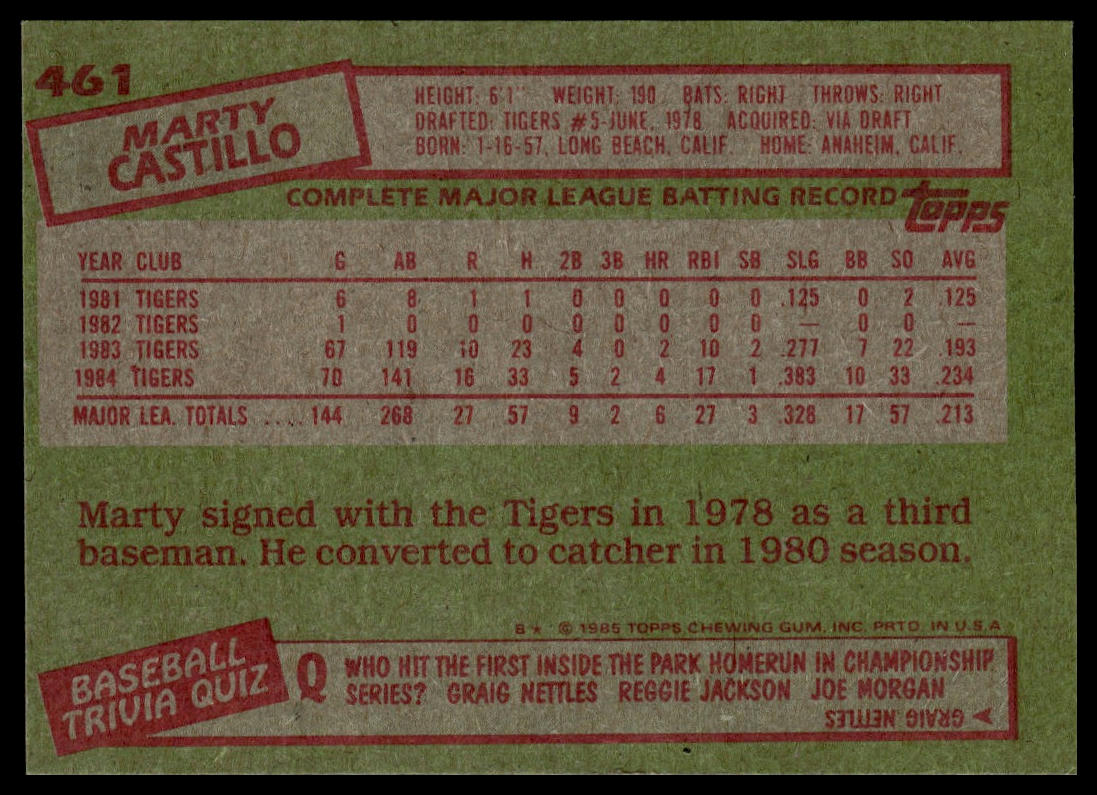 461
MARTY
CASTILLO
HEIGHT: 6'1" WEIGHT: 190 BATS: RIGHT THROWS: RIGHT
DRAFTED: TIGERS #5-JUNE, 1978 ACQUIRED: VIA DRAFT
BORN: 1-16-57, LONG BEACH, CALIF. HOME: ANAHEIM, CALIF.
COMPLETE MAJOR LEAGUE BATTING RECORD topps
YEAR CLUB G AB R H 2B 3B HR RBI SB SLG BB SO AVG
1981 TIGERS 6 8 1 1 0 0 0 0 0 .125 0 2 .125
1982 TIGERS 1 0 0 0 0 0 0 0 0 — 0 0 —
1983 TIGERS 67 119 10 23 4 0 2 10 2 .277 7 22 .193
1984 TIGERS 70 141 16 33 5 2 4 17 1 .383 10 33 .234
MAJOR LEA. TOTALS .... 144 268 27 57 9 2 6 27 3 .328 17 57 .213
Marty signed with the Tigers in 1978 as a third
baseman. He converted to catcher in 1980 season.
B* © 1985 TOPPS CHEWING GUM, INC. PRTD. IN U.S.A
BASEBALL
TRIVIA QUIZ
Q WHO HIT THE FIRST INSIDE THE PARK HOMERUN IN CHAMPIONSHIP
SERIES? GRAIG NETTLES REGGIE JACKSON JOE MORGAN
GRAIG NETTLES